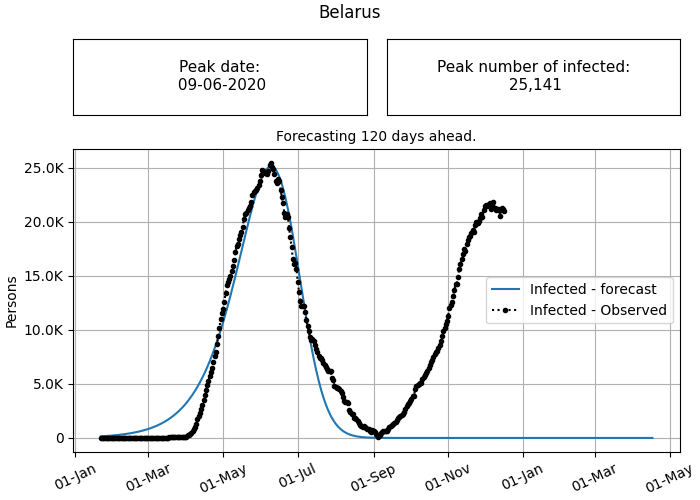 Belarus
Peak date:
09-06-2020
Peak number of infected:
25,141
Forecasting 120 days ahead.
25.0K
20.0K
15.0K
10.0K
5.0K
0
Persons
Infected - forecast
Infected - Observed
01-Jan
01-Mar
01-May
01-Jul
01-Sep
01-Nov
01-Jan
01-Mar
01-May